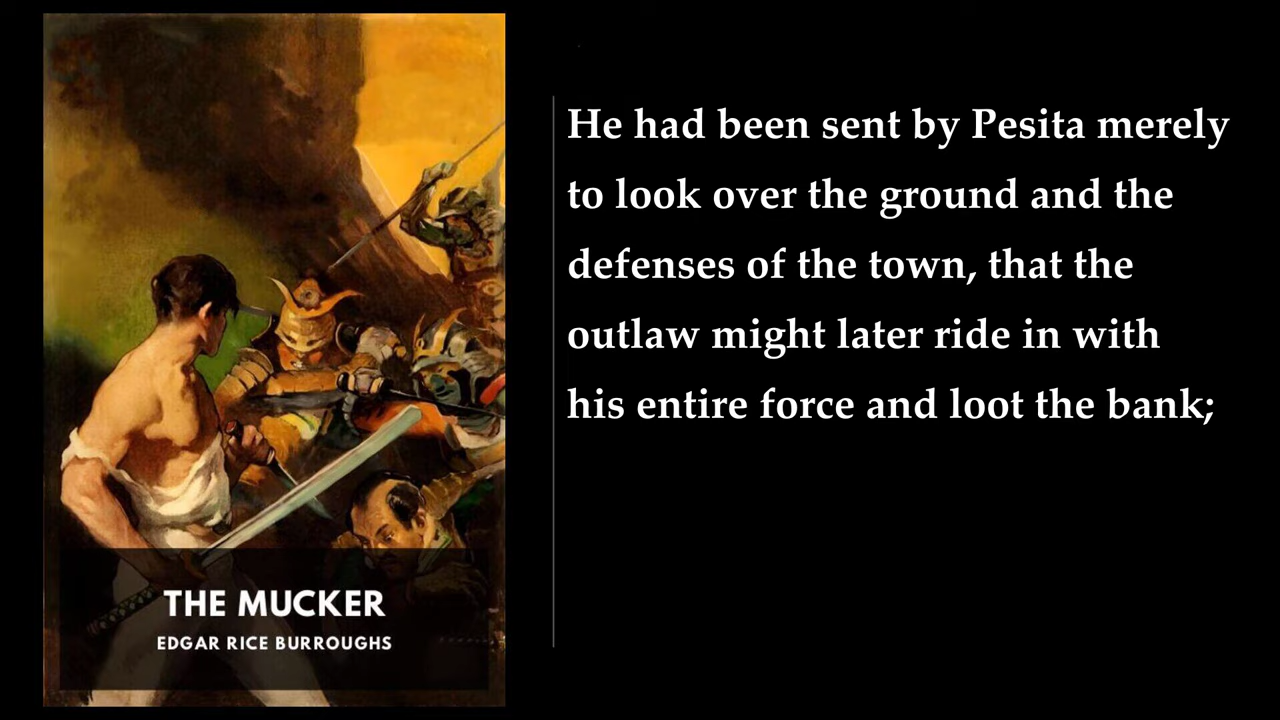 THE MUCKER
EDGAR RICE BURROUGHS
He had been sent by Pesita merely
to look over the ground and the
defenses of the town, that the
outlaw might later ride in with
his entire force and loot the bank;